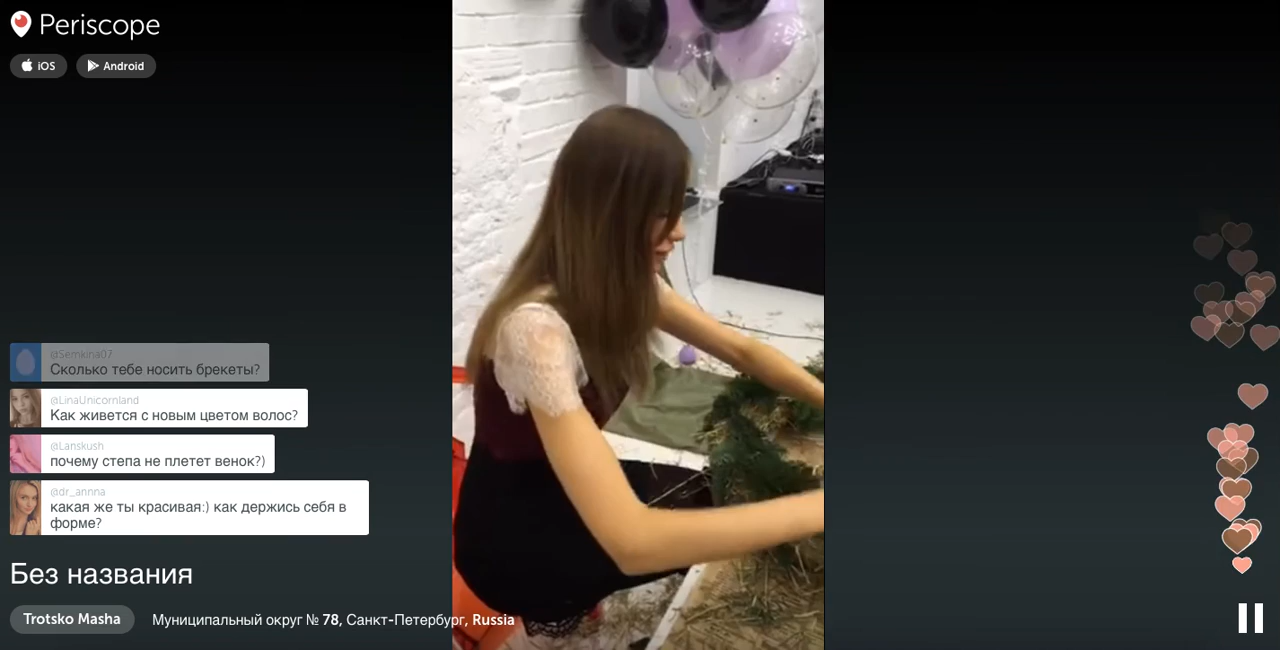 Periscope
iOS
Android
@Semkina07
Сколько тебе носить брекеты?
@LinaUnicornland
Как живется с новым цветом волос?
@Lanskush
почему степа не плетет венок?)
@dr_annna
какая же ты красивая:) как держись себя в
форме?
Без названия
Trotsko Masha
Муниципальный округ № 78, Санкт-Петербург, Russia